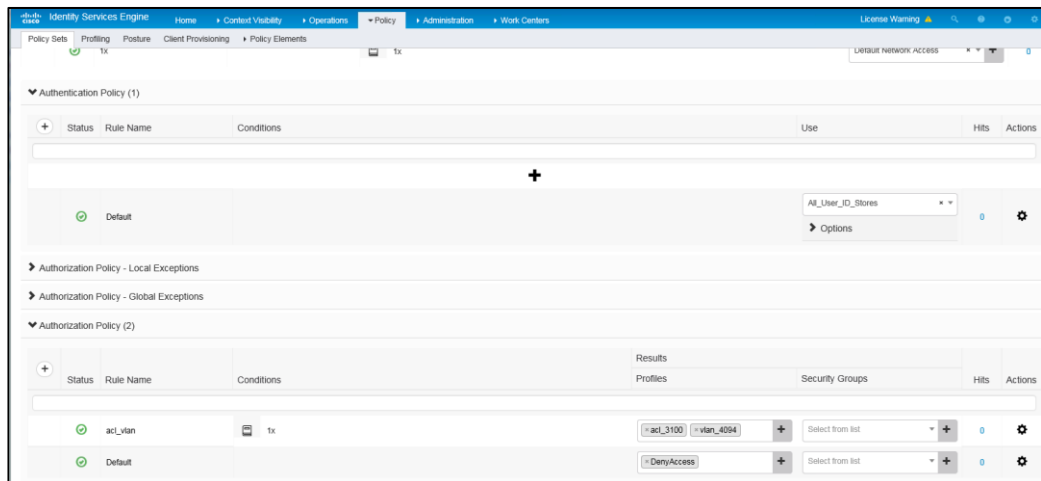 cisco Identity Services Engine Home Context Visibility Operations Policy Administration Work Centers License Warning
Policy Sets Profiling Posture Client Provisioning Policy Elements
1x 1x Default Network Access 0
Authentication Policy (1)
Status Rule Name Conditions Use Hits Actions
Default All_User_ID_Stores 0
Options
Authorization Policy - Local Exceptions
Authorization Policy - Global Exceptions
Authorization Policy (2)
Results
Status Rule Name Conditions Profiles Security Groups Hits Actions
acl_vlan 1x ×acl_3100 ×vlan_4094 Select from list 0
Default ×DenyAccess Select from list 0